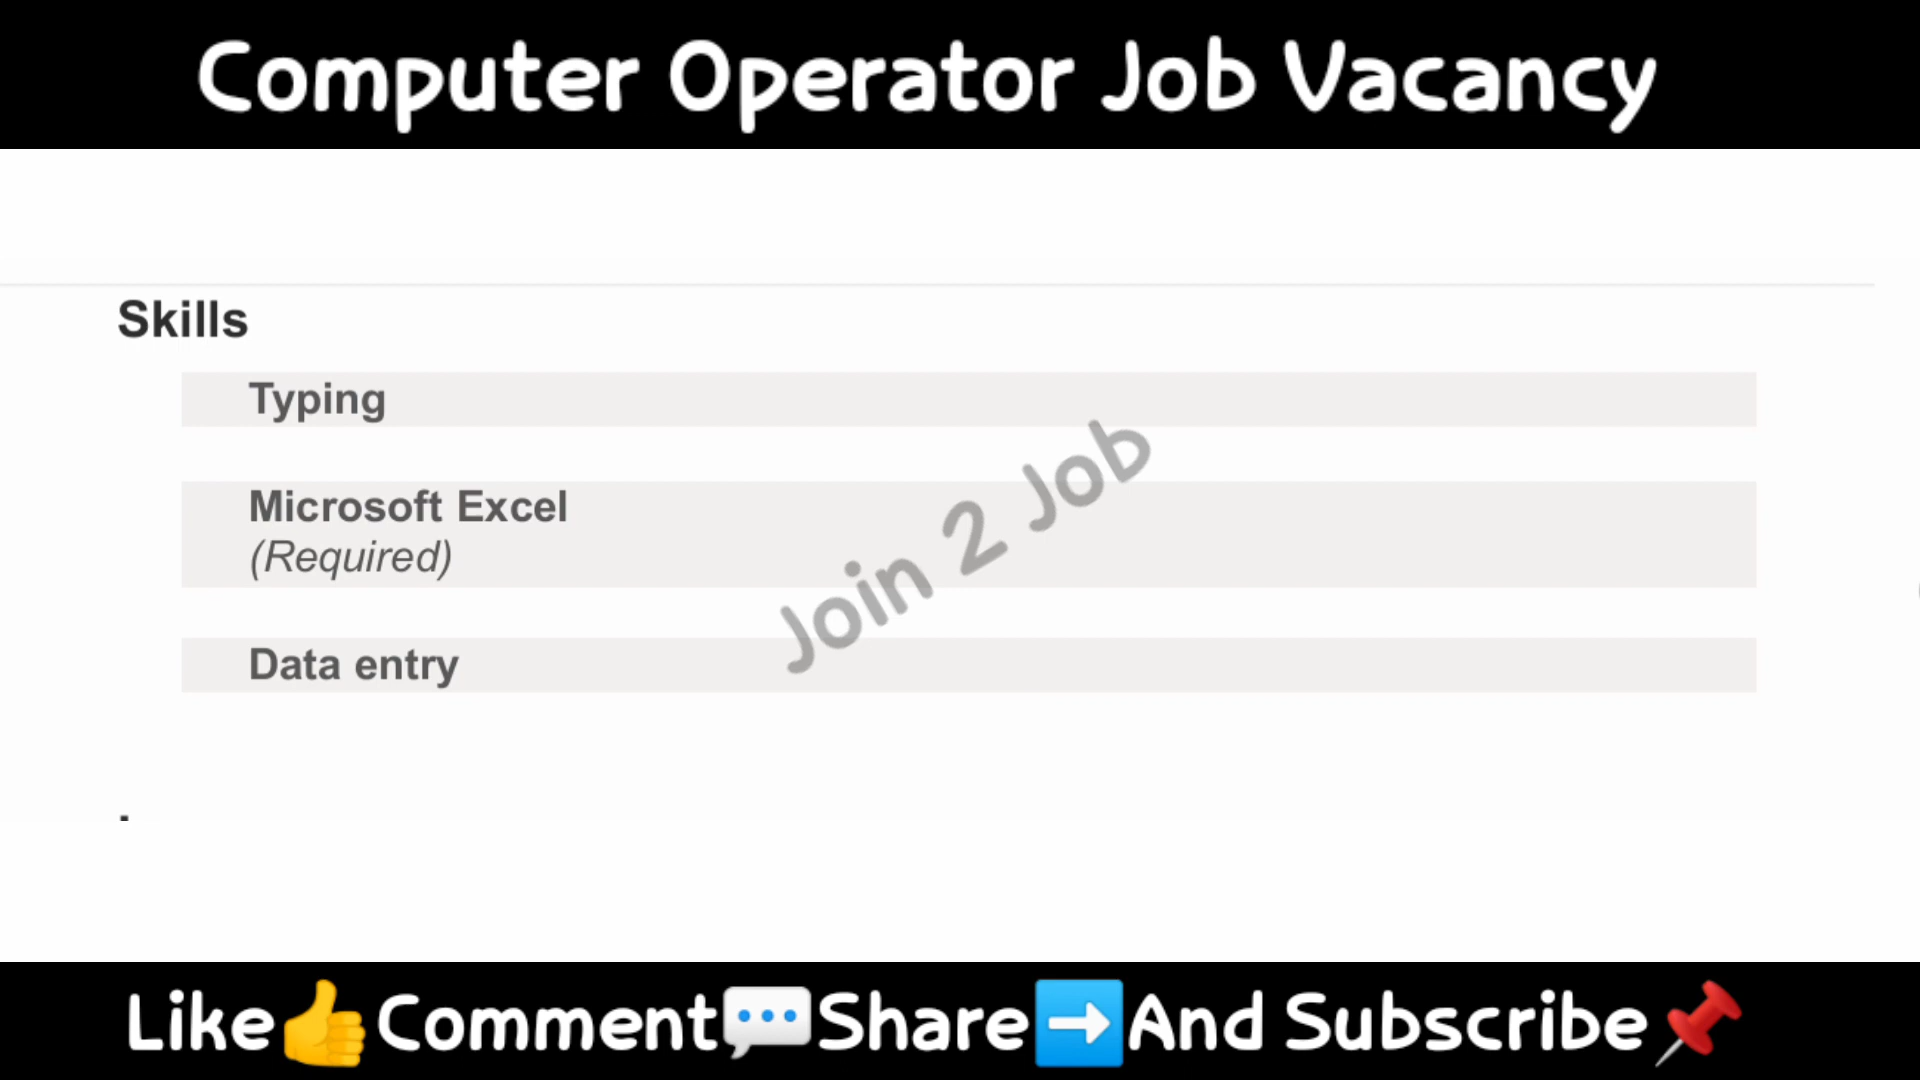 Computer Operator Job Vacancy
Skills
Typing
Microsoft Excel
(Required)
Data entry
Join 2 Job
Like👍Comment💬Share➡️And Subscribe📌